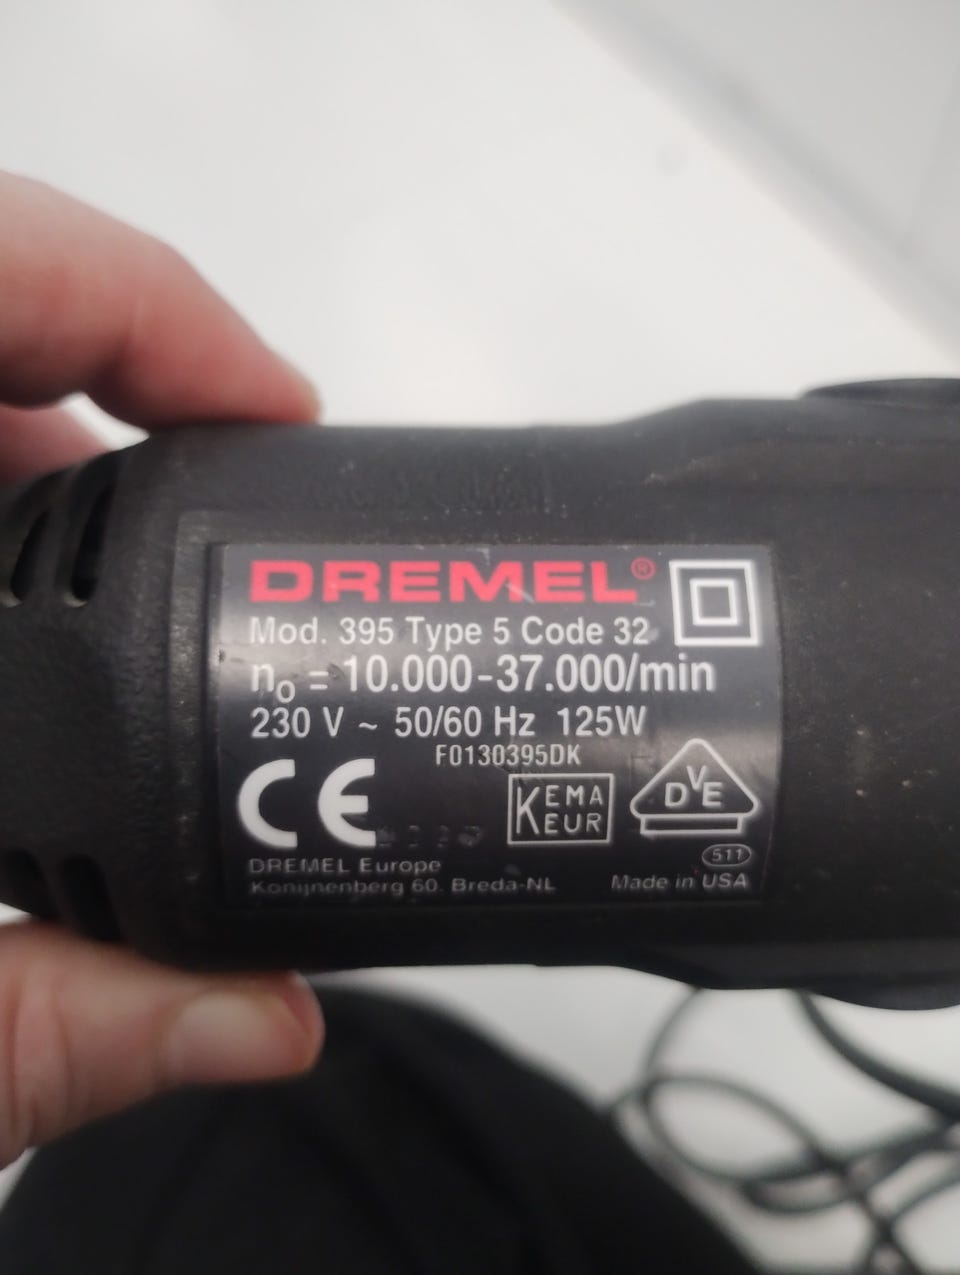 DREMEL®
Mod. 395 Type 5 Code 32
no = 10.000-37.000/min
230 V ~ 50/60 Hz 125W
F0130395DK
CE
KEMA
KEUR
DVE
511
DREMEL Europe
Konijnenberg 60. Breda-NL
Made in USA